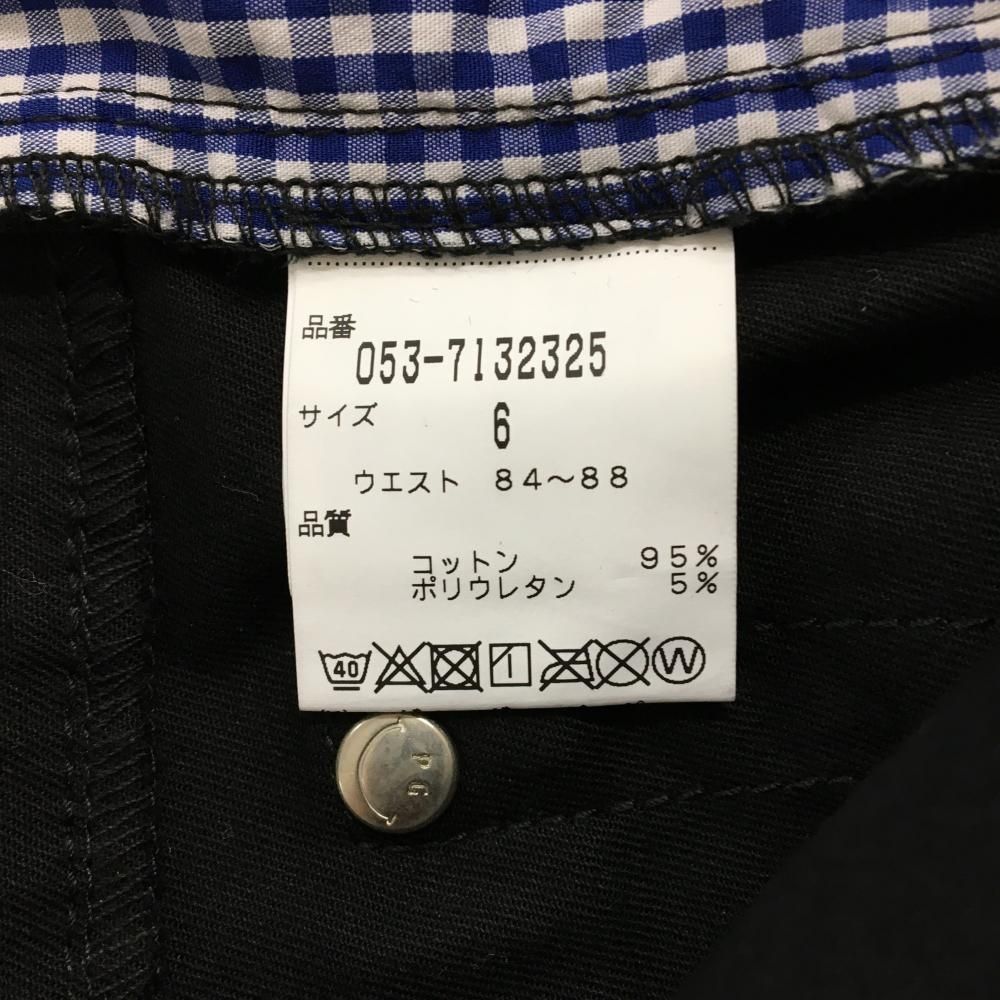 品番
053-7132325
サイズ 6
ウエスト 84〜88
品質
コットン 95%
ポリウレタン 5%
40 W
PG